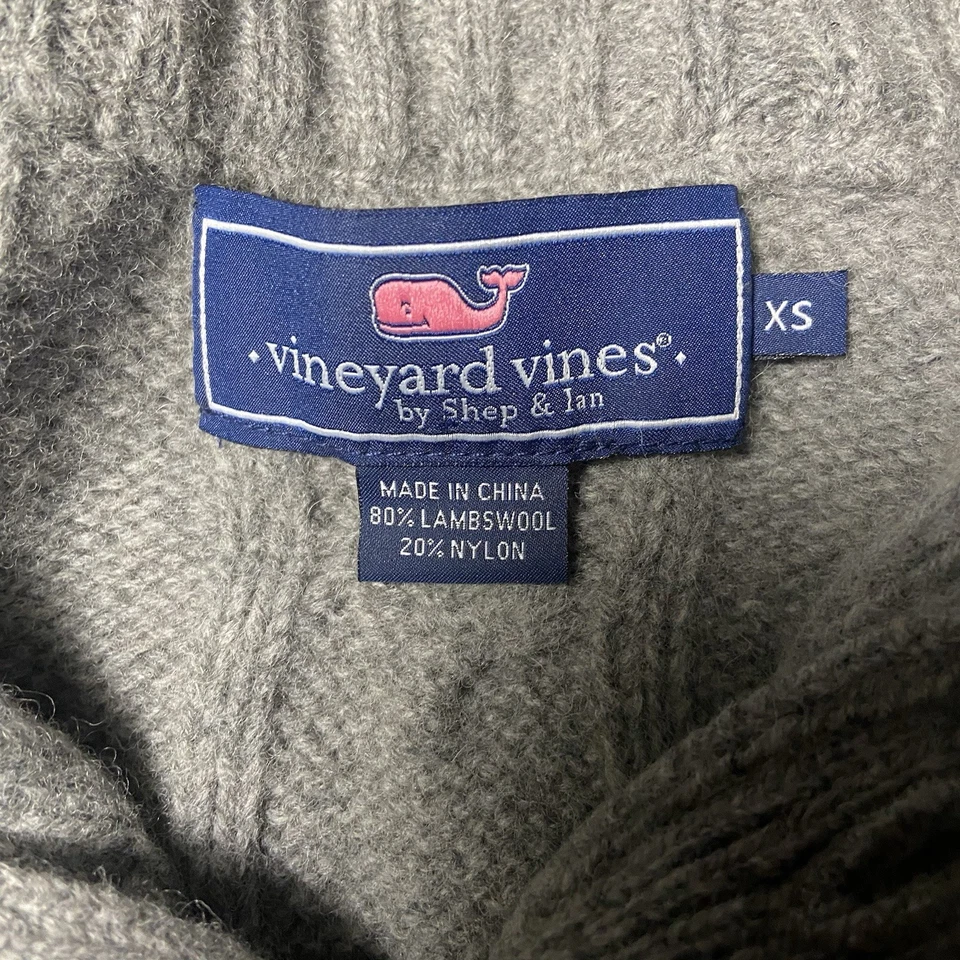 ·vineyard vines®·
by Shep & Ian
XS
MADE IN CHINA
80% LAMBSWOOL
20% NYLON